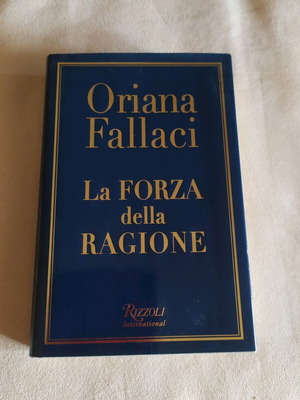 Oriana
Fallaci
La FORZA
della
RAGIONE
RIZZOLI
International